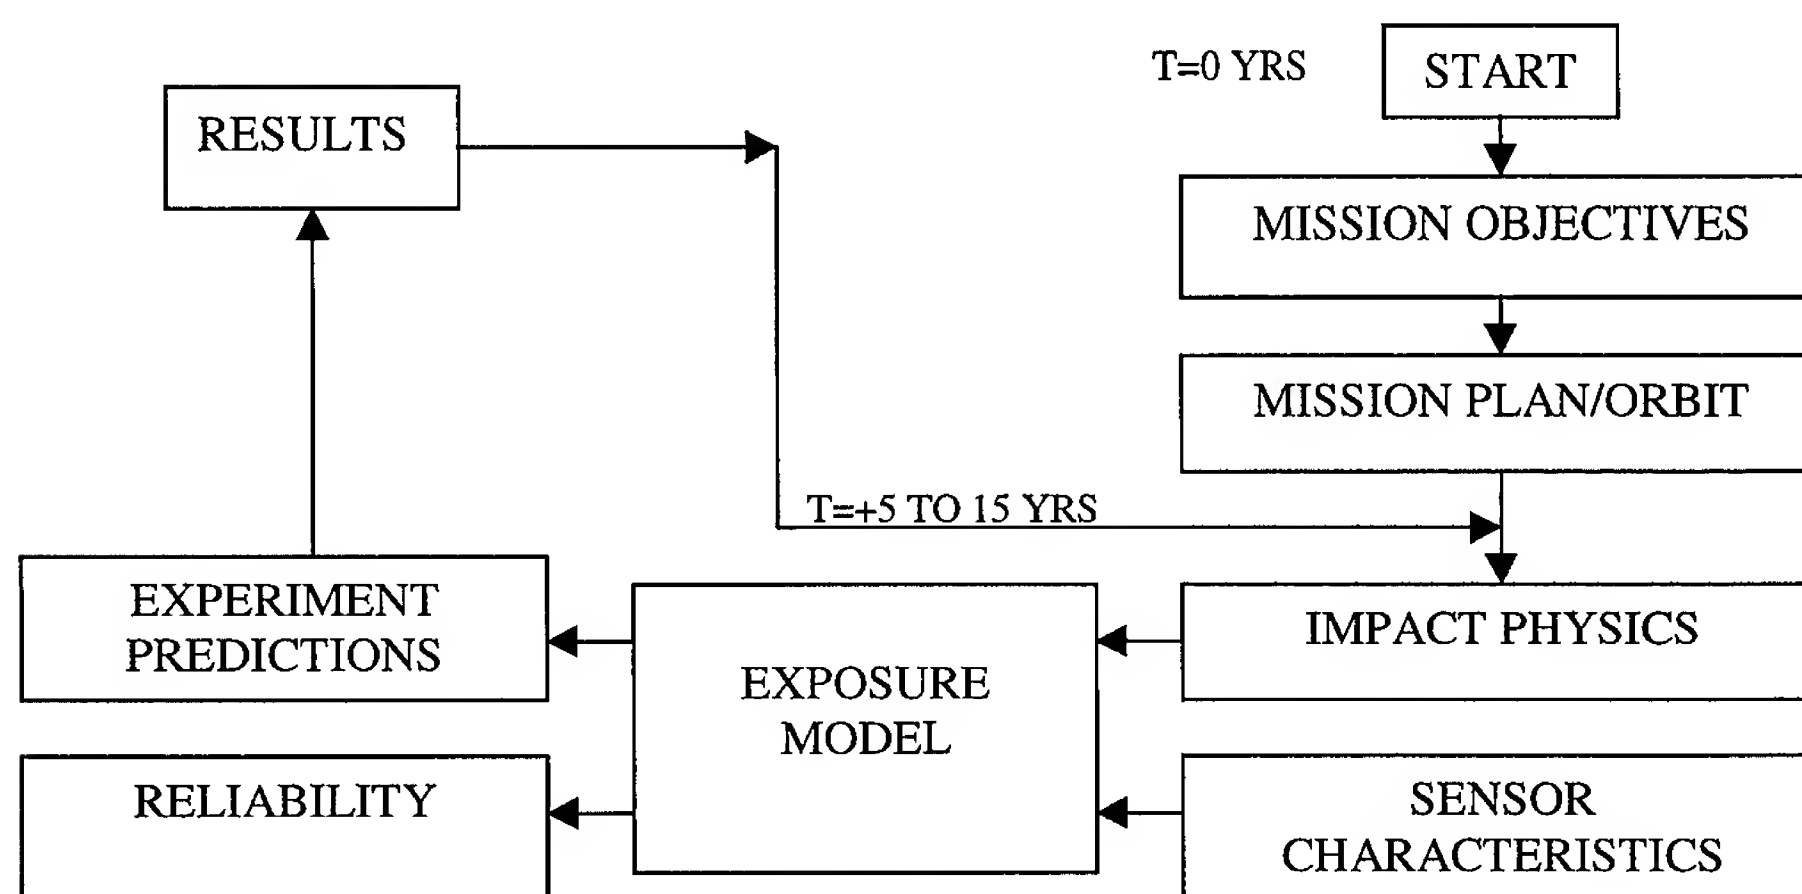 T=0 YRS
START
RESULTS
MISSION OBJECTIVES
MISSION PLAN/ORBIT
T=+5 TO 15 YRS
EXPERIMENT
PREDICTIONS
EXPOSURE
MODEL
IMPACT PHYSICS
RELIABILITY
SENSOR
CHARACTERISTICS